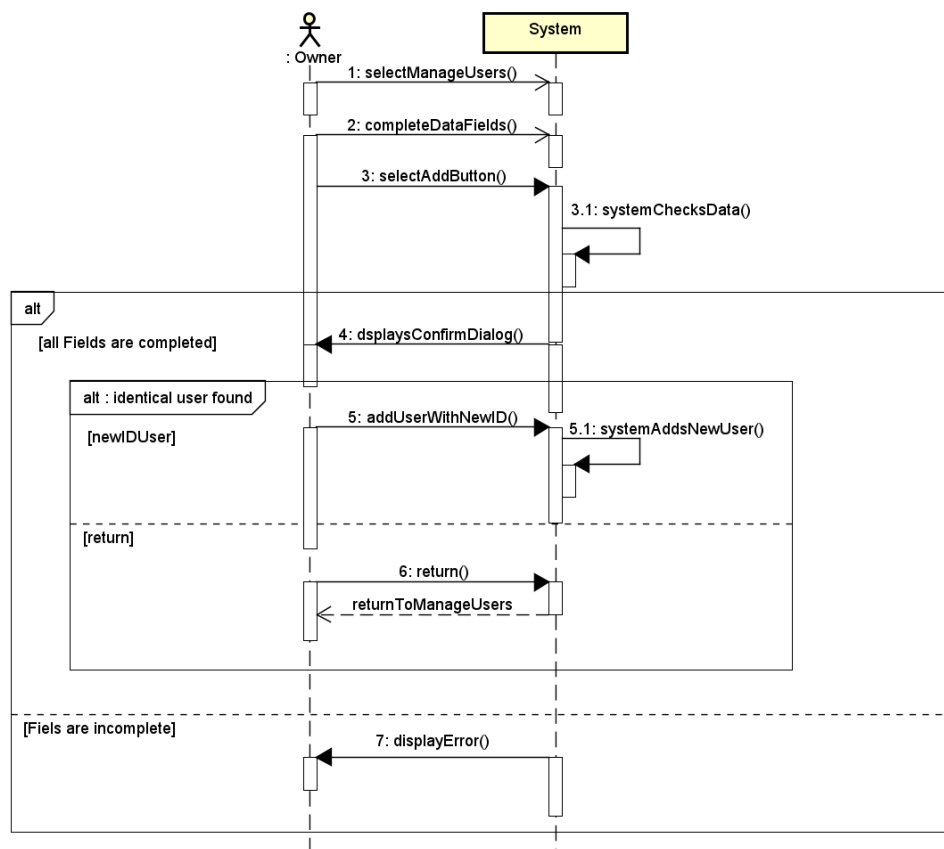 System
: Owner
1: selectManageUsers()
2: completeDataFields()
3: selectAddButton()
3.1: systemChecksData()
alt
[all Fields are completed]
4: dsplaysConfirmDialog()
alt : identical user found
[newIDUser]
5: addUserWithNewID()
5.1: systemAddsNewUser()
[return]
6: return()
returnToManageUsers
[Fiels are incomplete]
7: displayError()